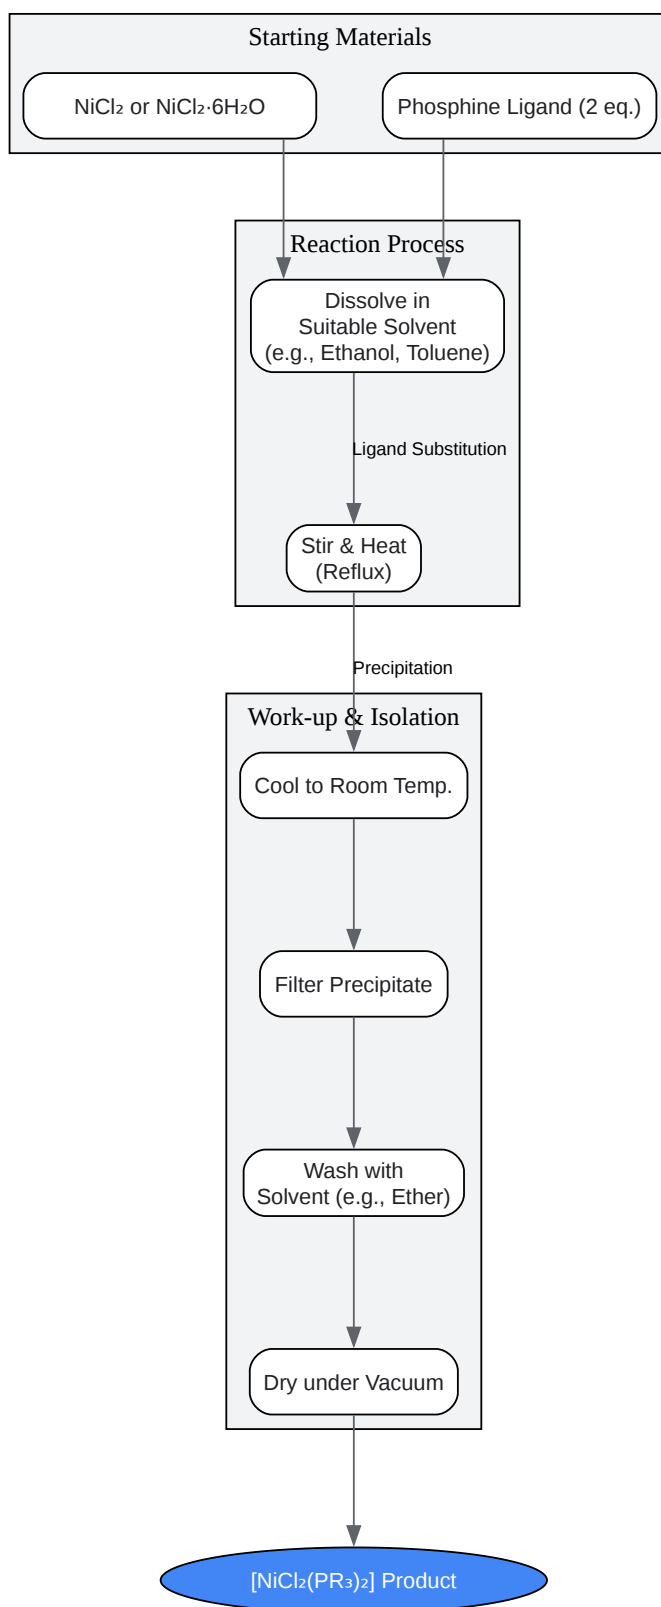 Starting Materials
NiCl₂ or NiCl₂·6H₂O
Phosphine Ligand (2 eq.)
Reaction Process
Dissolve in
Suitable Solvent
(e.g., Ethanol, Toluene)
Ligand Substitution
Stir & Heat
(Reflux)
Precipitation
Work-up & Isolation
Cool to Room Temp.
Filter Precipitate
Wash with
Solvent (e.g., Ether)
Dry under Vacuum
[NiCl₂(PR₃)₂] Product